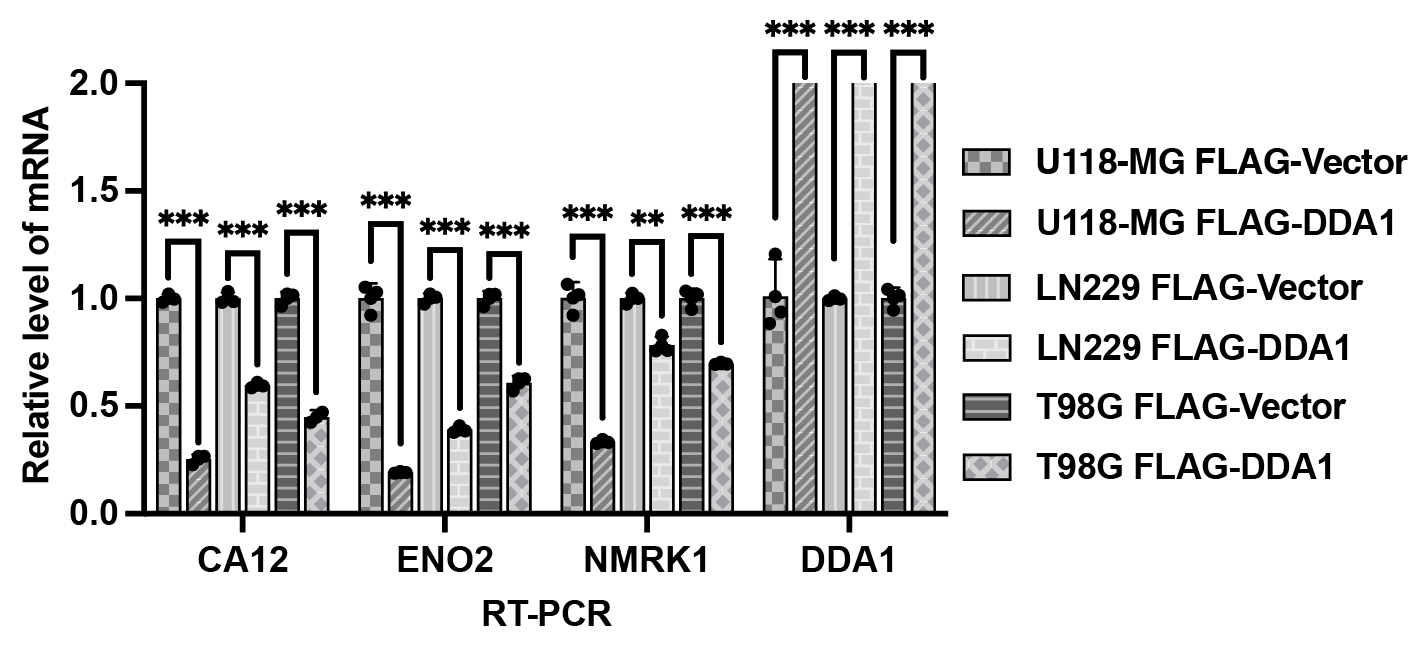 *** *** ***
2.0
1.5
1.0
0.5
0.0
Relative level of mRNA
*** *** ***
*** *** ***
*** ** ***
CA12 ENO2 NMRK1 DDA1
RT-PCR
U118-MG FLAG-Vector
U118-MG FLAG-DDA1
LN229 FLAG-Vector
LN229 FLAG-DDA1
T98G FLAG-Vector
T98G FLAG-DDA1